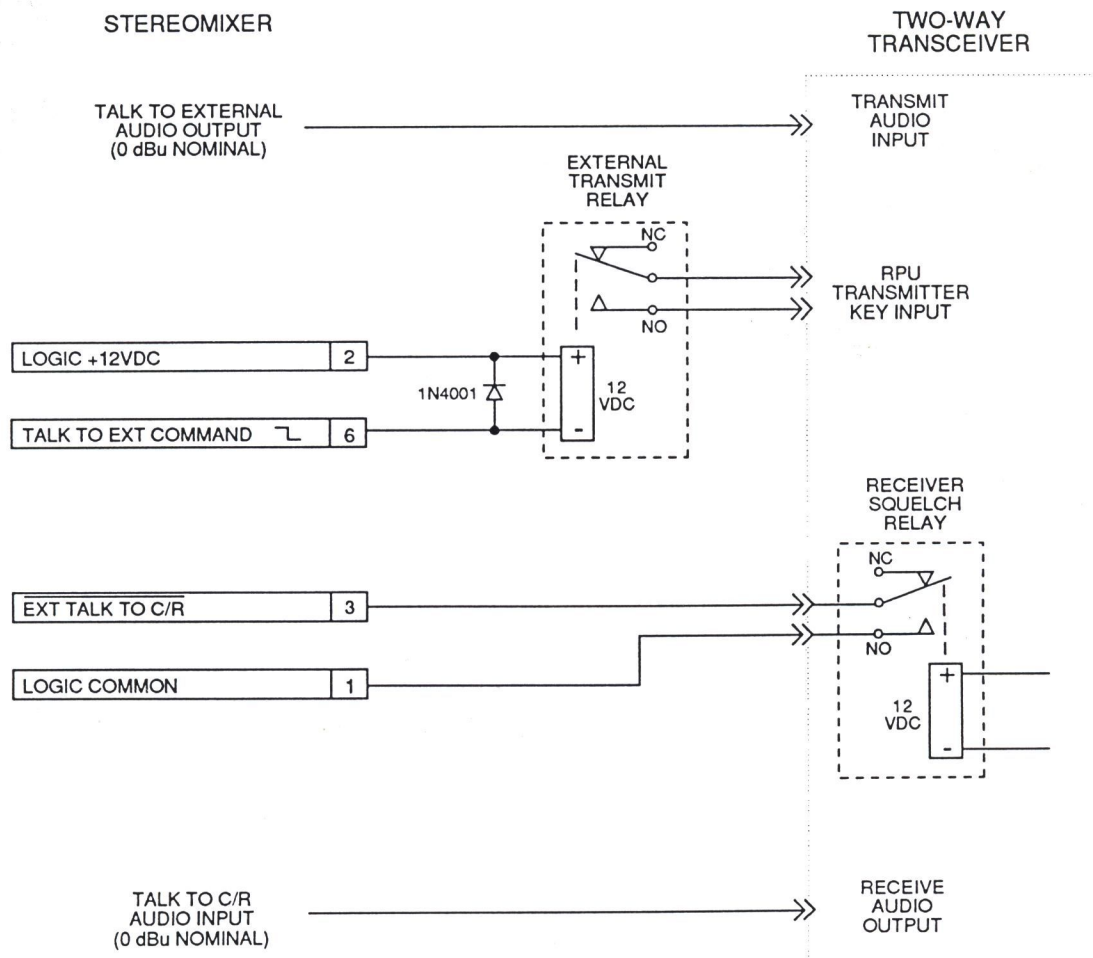 STEREOMIXER
TWO-WAY
TRANSCEIVER
TALK TO EXTERNAL
AUDIO OUTPUT
(0 dBu NOMINAL)
TRANSMIT
AUDIO
INPUT
EXTERNAL
TRANSMIT
RELAY
NC
RPU
TRANSMITTER
KEY INPUT
NO
LOGIC +12VDC 2
+
1N4001
12
VDC
TALK TO EXT COMMAND 6
-
RECEIVER
SQUELCH
RELAY
NC
EXT TALK TO C/R 3
NO
LOGIC COMMON 1
+
12
VDC
-
TALK TO C/R
AUDIO INPUT
(0 dBu NOMINAL)
RECEIVE
AUDIO
OUTPUT